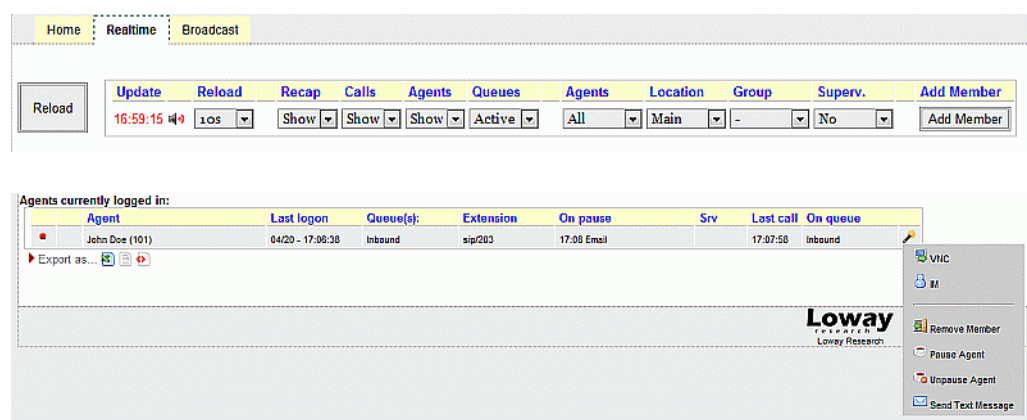 Home Realtime Broadcast
Update Reload Recap Calls Agents Queues Agents Location Group Superv. Add Member
Reload 16:59:15 10s Show Show Show Active All Main - No Add Member
Agents currently logged in:
Agent Last logon Queue(s): Extension On pause Srv Last call On queue
John Doe (101) 04/20 - 17:06:38 Inbound sip/203 17:08 Email 17:07:58 Inbound
Export as...
VNC
IM
Remove Member
Pause Agent
Unpause Agent
Send Text Message
Loway
research
Loway Research